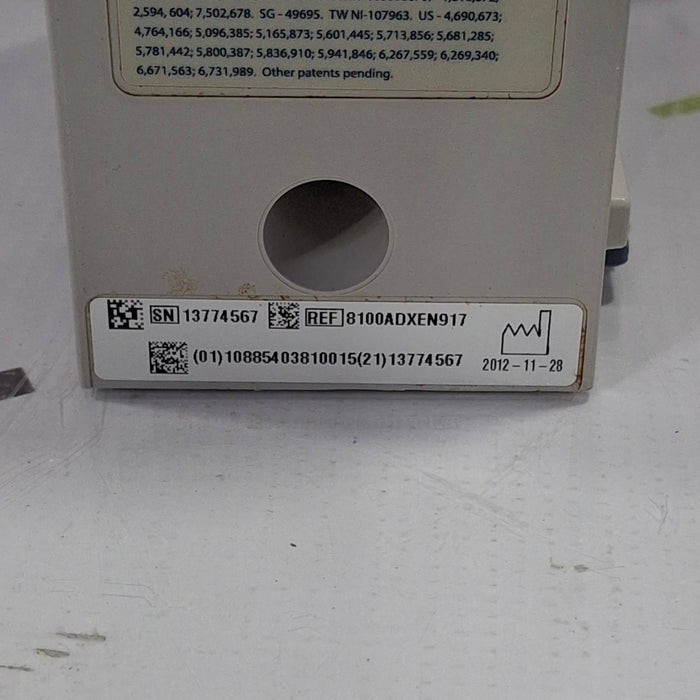 2,594,604; 7,502,678. SG - 49695. TW NI-107963. US - 4,690,673;
4,764,166; 5,096,385; 5,165,873; 5,601,445; 5,713,856; 5,681,285;
5,781,442; 5,800,387; 5,836,910; 5,941,846; 6,267,559; 6,269,340;
6,671,563; 6,731,989. Other patents pending.
SN 13774567 REF 8100ADXEN917
(01)10885403810015(21)13774567 2012-11-28